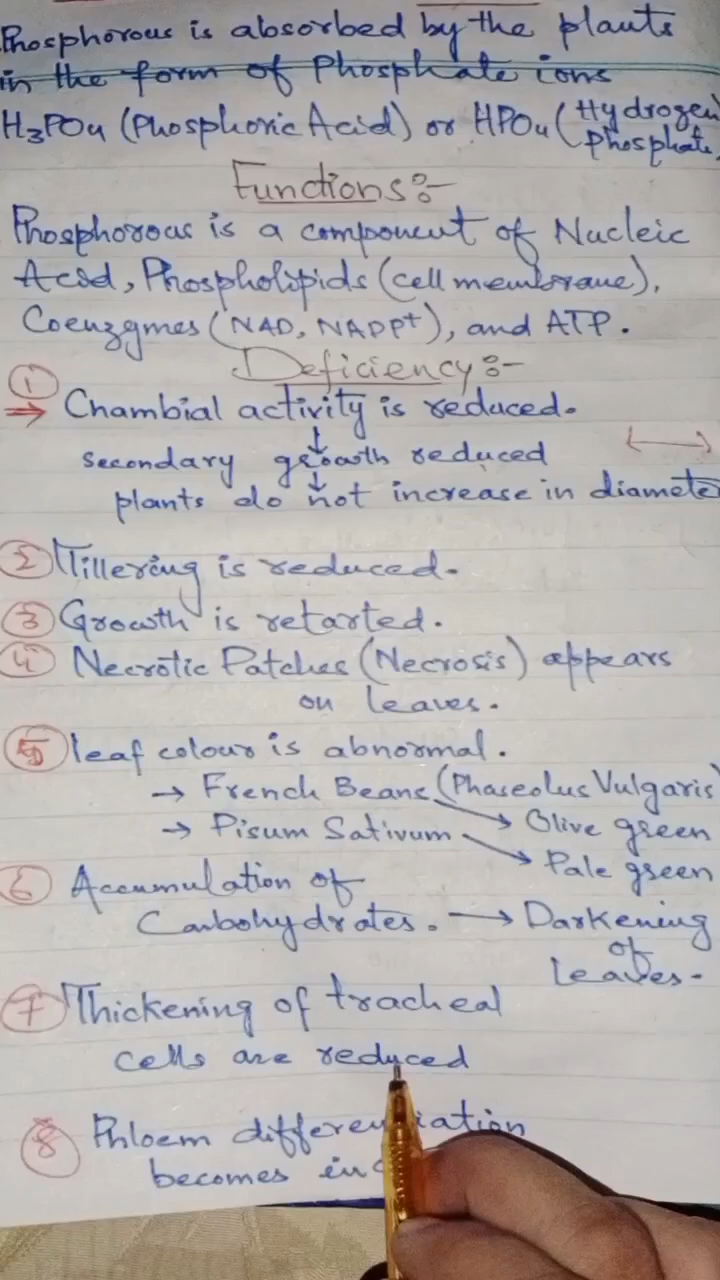 Phosphorous is absorbed by the plants
in the form of Phosphate ions
H3PO4 (Phosphoric Acid) or HPO4 (Hydrogen Phosphate
Functions:-
Phosphorous is a component of Nucleic
Acid, Phospholipids (cell membrane),
Coenzymes (NAD, NADP+), and ATP.
Deficiency:-
① ⇒ Chambial activity is reduced.
↓
secondary growth reduced ↔
↓
plants do not increase in diamete
② Tillering is reduced.
③ Growth is retarted.
④ Necrotic Patches (Necrosis) appears
on leaves.
⑤ leaf colour is abnormal.
→ French Beans (Phaseolus Vulgaris)
→ Pisum Sativum → Olive green
→ Pale green
⑥ Accumulation of
Carbohydrates. → Darkening
of
Leaves-
⑦ Thickening of tracheal
cells are reduced
⑧ Phloem differentiation
becomes